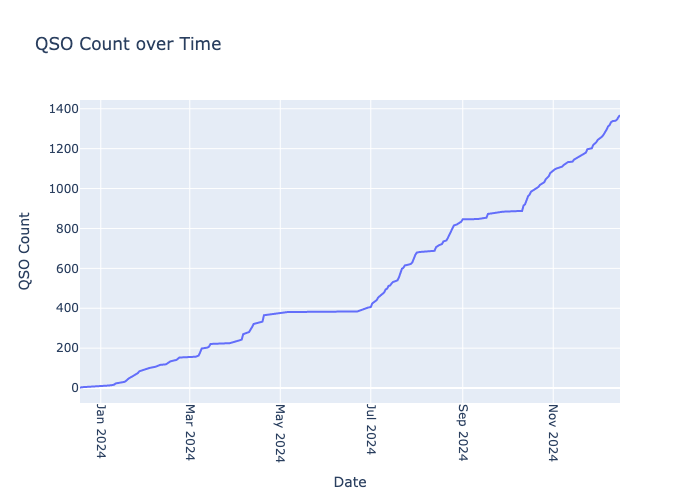 QSO Count over Time
1400
1200
1000
800
600
400
200
0
QSO Count
Jan 2024
Mar 2024
May 2024
Jul 2024
Sep 2024
Nov 2024
Date